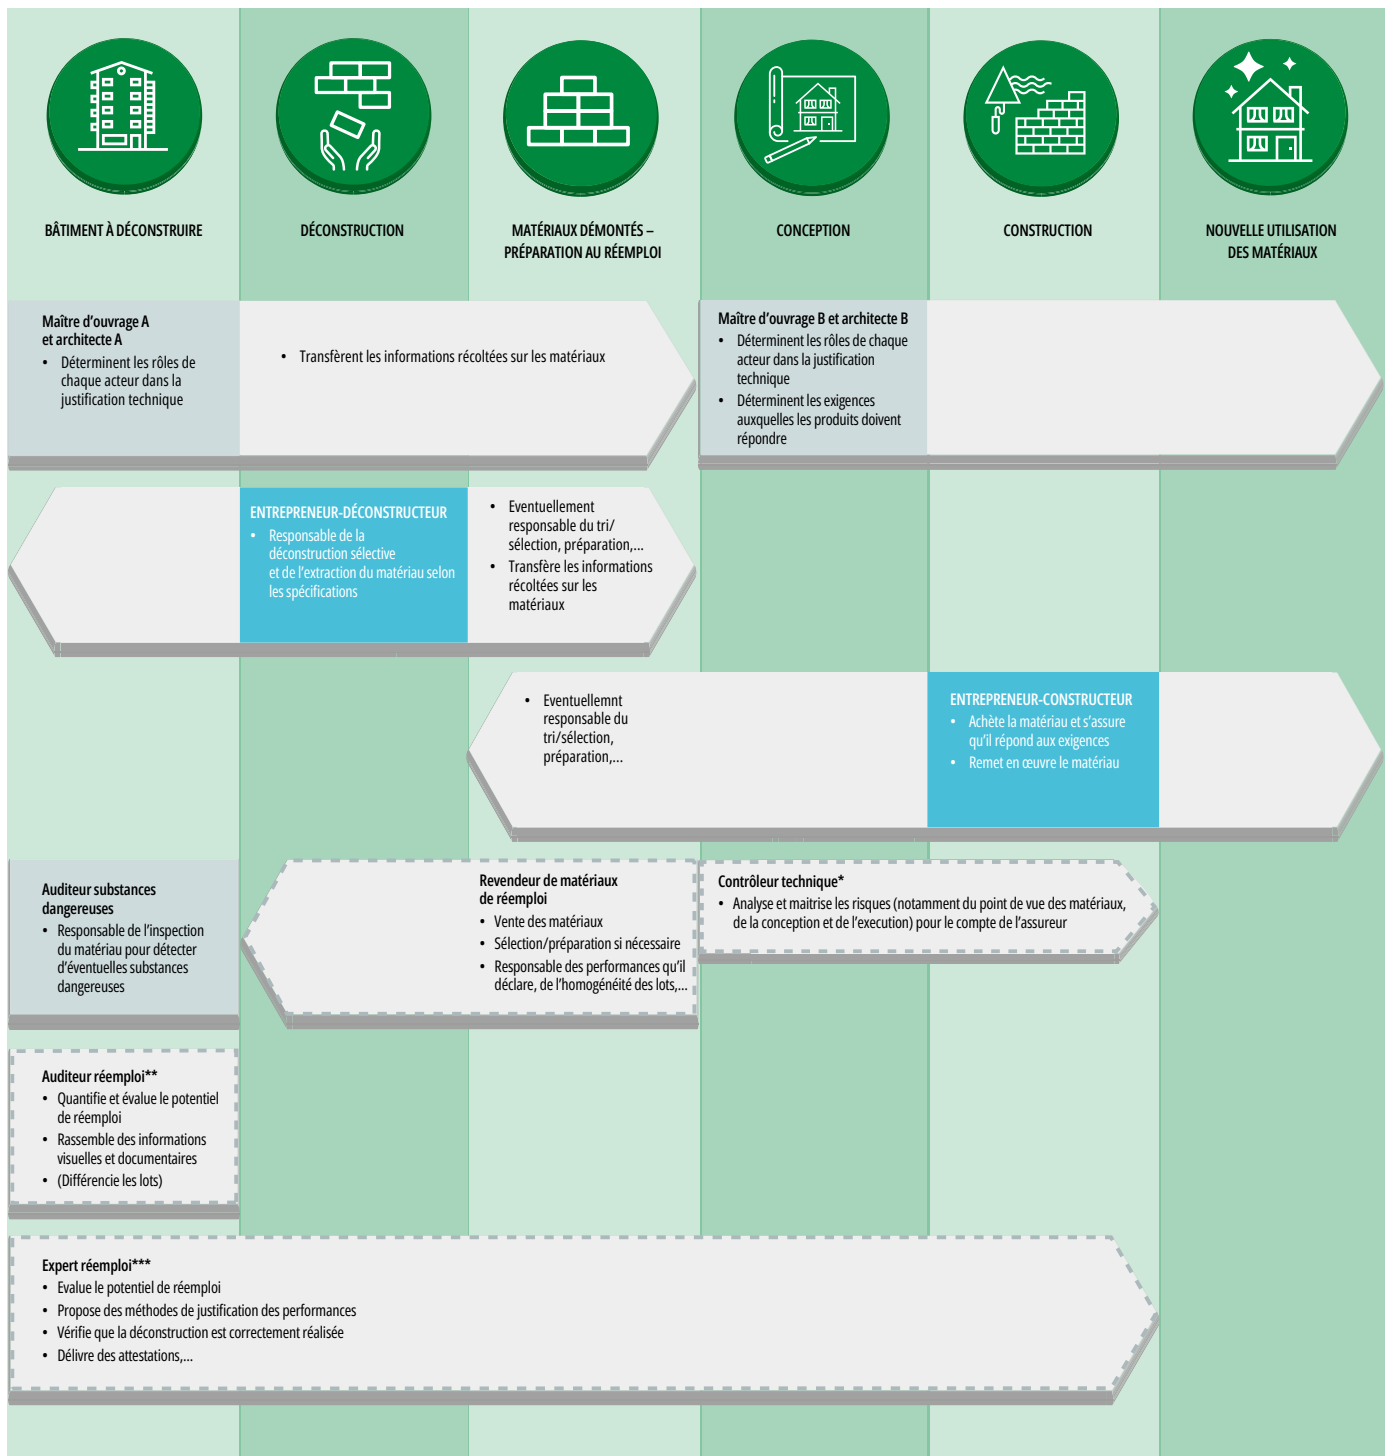 BÂTIMENT À DÉCONSTRUIRE
DÉCONSTRUCTION
MATÉRIAUX DÉMONTÉS –
PRÉPARATION AU RÉEMPLOI
CONCEPTION
CONSTRUCTION
NOUVELLE UTILISATION
DES MATÉRIAUX
Maître d'ouvrage A
et architecte A
• Déterminent les rôles de
chaque acteur dans la
justification technique
• Transfèrent les informations récoltées sur les matériaux
Maître d'ouvrage B et architecte B
• Déterminent les rôles de chaque
acteur dans la justification
technique
• Déterminent les exigences
auxquelles les produits doivent
répondre
ENTREPRENEUR-DÉCONSTRUCTEUR
• Responsable de la
déconstruction sélective
et de l'extraction du matériau selon
les spécifications
• Eventuellement
responsable du tri/
sélection, préparation,...
• Transfère les informations
récoltées sur les
matériaux
• Eventuellemnt
responsable du
tri/sélection,
préparation,...
ENTREPRENEUR-CONSTRUCTEUR
• Achète la matériau et s'assure
qu'il répond aux exigences
• Remet en œuvre le matériau
Auditeur substances
dangereuses
• Responsable de l'inspection
du matériau pour détecter
d'éventuelles substances
dangereuses
Revendeur de matériaux
de réemploi
• Vente des matériaux
• Sélection/préparation si nécessaire
• Responsable des performances qu'il
déclare, de l'homogénéité des lots,...
Contrôleur technique*
• Analyse et maitrise les risques (notamment du point de vue des matériaux,
de la conception et de l'execution) pour le compte de l'assureur
Auditeur réemploi**
• Quantifie et évalue le potentiel
de réemploi
• Rassemble des informations
visuelles et documentaires
• (Différencie les lots)
Expert réemploi***
• Evalue le potentiel de réemploi
• Propose des méthodes de justification des performances
• Vérifie que la déconstruction est correctement réalisée
• Délivre des attestations,...